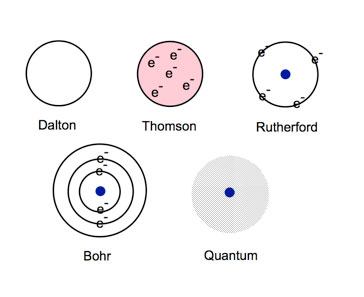 e-
e-
e-
e-
e-
e-
e-
e-
e-
Dalton
Thomson
Rutherford
e-
e-
e-
e-
Bohr
Quantum